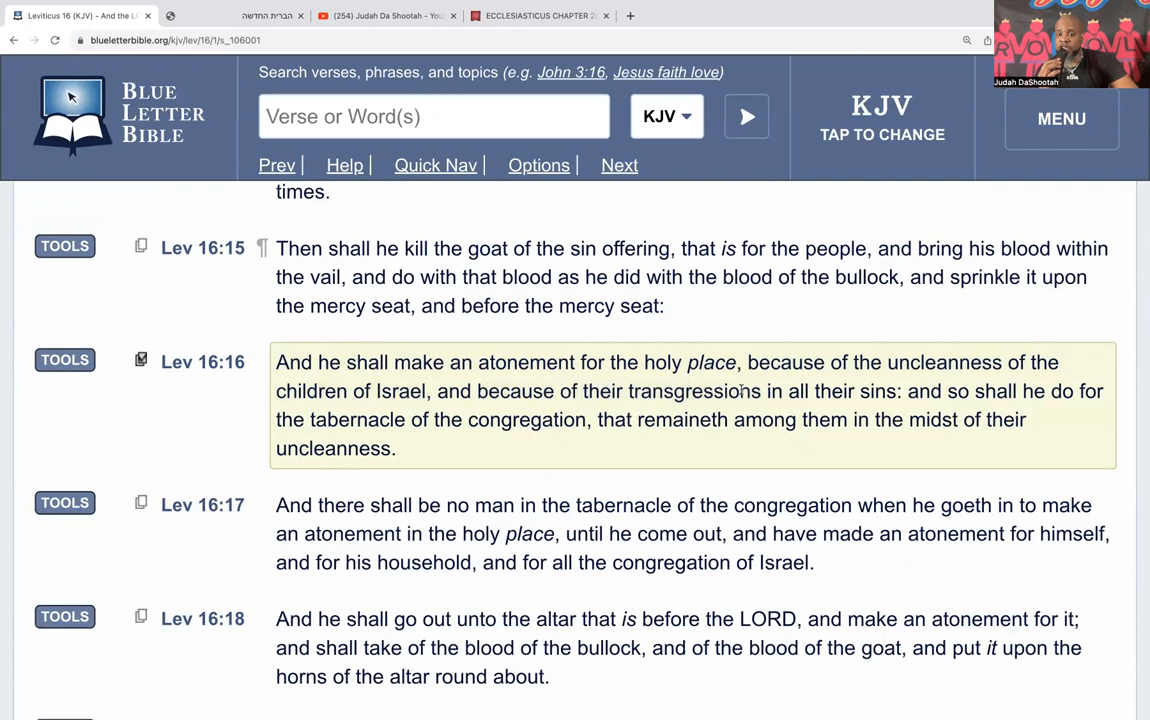 Leviticus 16 (KJV) - And the L
הברית החדשה
(254) Judah Da Shootah - You
ECCLESIASTICUS CHAPTER 2
blueletterbible.org/kjv/lev/16/1/s_106001
Judah DaShootah
BLUE
LETTER
BIBLE
Search verses, phrases, and topics (e.g. John 3:16, Jesus faith love)
Verse or Word(s)
KJV
KJV
TAP TO CHANGE
MENU
Prev | Help | Quick Nav | Options | Next
times.
TOOLS Lev 16:15 ¶ Then shall he kill the goat of the sin offering, that is for the people, and bring his blood within
the vail, and do with that blood as he did with the blood of the bullock, and sprinkle it upon
the mercy seat, and before the mercy seat:
TOOLS Lev 16:16 And he shall make an atonement for the holy place, because of the uncleanness of the
children of Israel, and because of their transgressions in all their sins: and so shall he do for
the tabernacle of the congregation, that remaineth among them in the midst of their
uncleanness.
TOOLS Lev 16:17 And there shall be no man in the tabernacle of the congregation when he goeth in to make
an atonement in the holy place, until he come out, and have made an atonement for himself,
and for his household, and for all the congregation of Israel.
TOOLS Lev 16:18 And he shall go out unto the altar that is before the LORD, and make an atonement for it;
and shall take of the blood of the bullock, and of the blood of the goat, and put it upon the
horns of the altar round about.